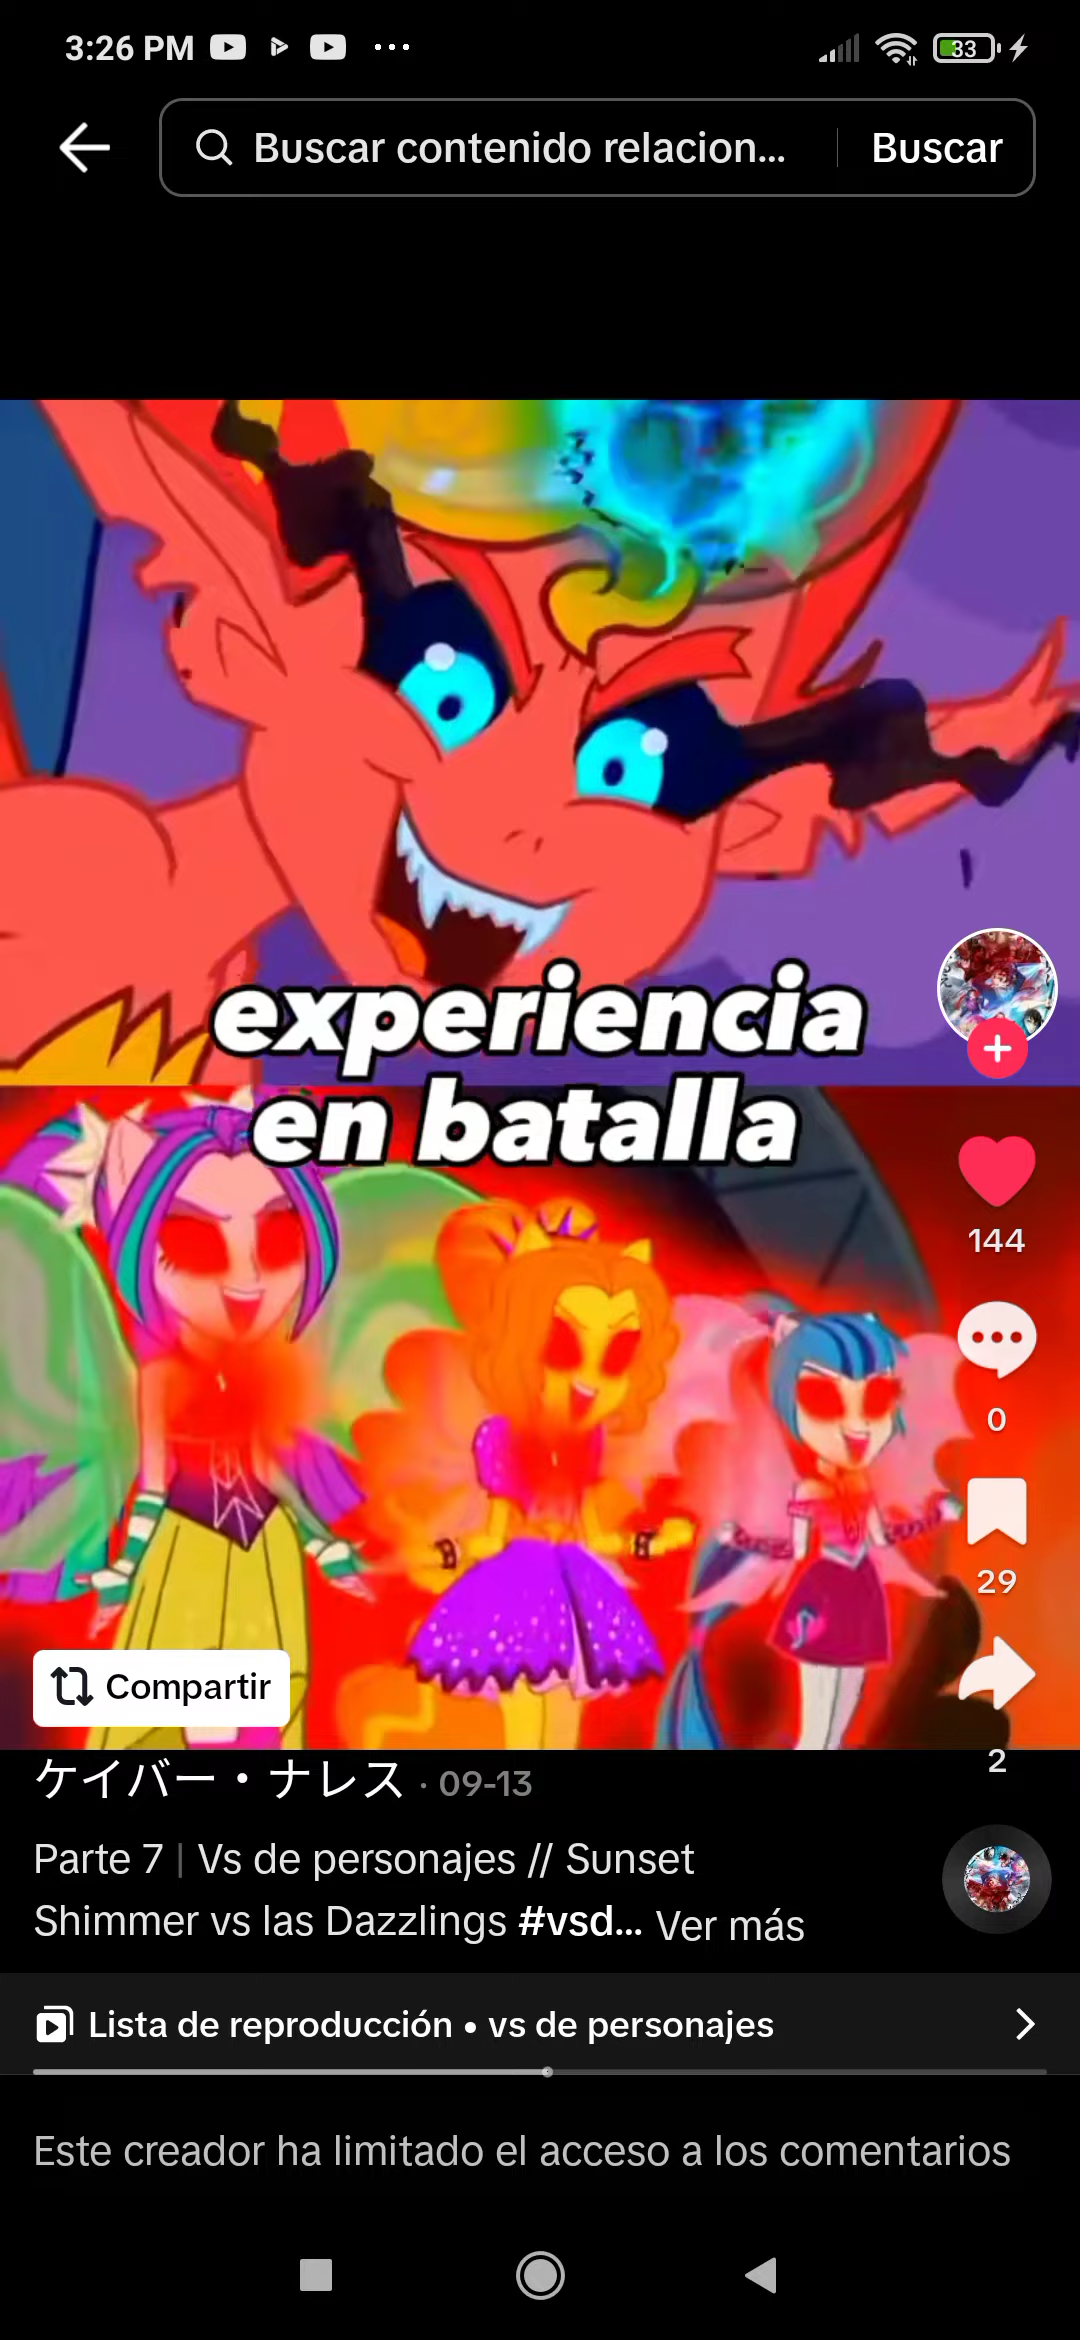 3:26 PM
33
Buscar contenido relacion...
Buscar
experiencia
en batalla
144
0
29
2
Compartir
ケイバー・ナレス · 09-13
Parte 7 | Vs de personajes // Sunset
Shimmer vs las Dazzlings #vsd... Ver más
Lista de reproducción • vs de personajes
Este creador ha limitado el acceso a los comentarios